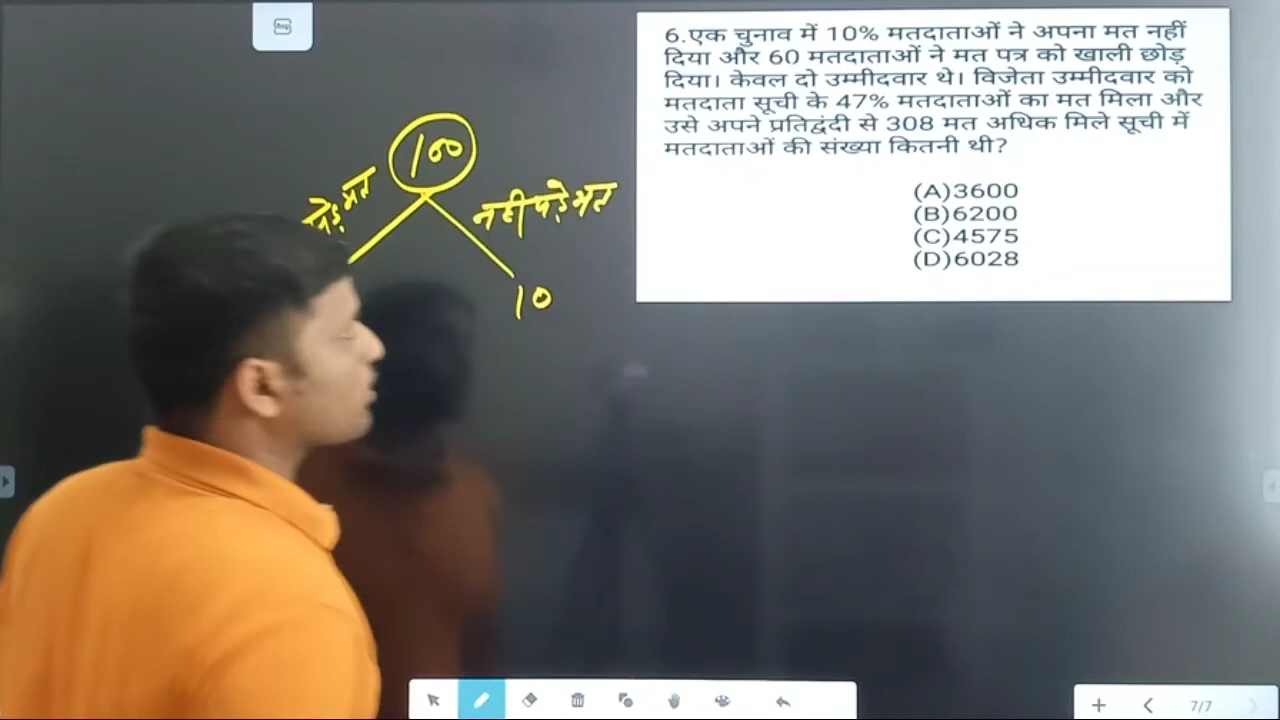 6.एक चुनाव में 10% मतदाताओं ने अपना मत नहीं
दिया और 60 मतदाताओं ने मत पत्र को खाली छोड़
दिया। केवल दो उम्मीदवार थे। विजेता उम्मीदवार को
मतदाता सूची के 47% मतदाताओं का मत मिला और
उसे अपने प्रतिद्वंदी से 308 मत अधिक मिले सूची में
मतदाताओं की संख्या कितनी थी?
(A)3600
(B)6200
(C)4575
(D)6028
100
पड़े मत
नही पड़े मत
10
7/7